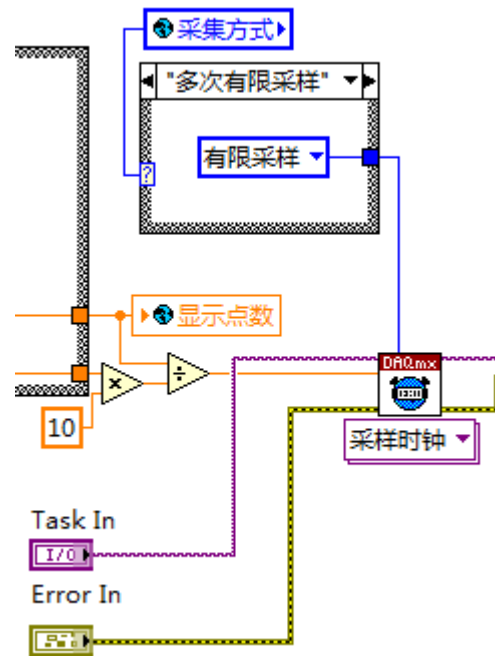 采集方式
"多次有限采样"
有限采样
?
显示点数
×
÷
10
DAQmx
采样时钟
Task In
I/O
Error In